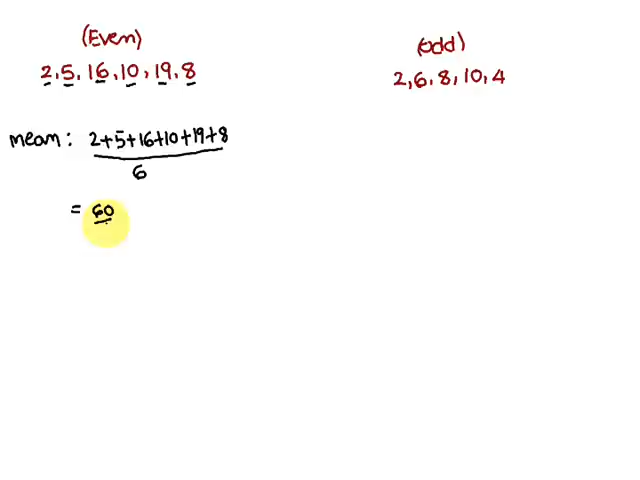 (Even)
2, 5, 16, 10, 19, 8
mean: 2+5+16+10+19+8
6
= 60
(odd)
2, 6, 8, 10, 4